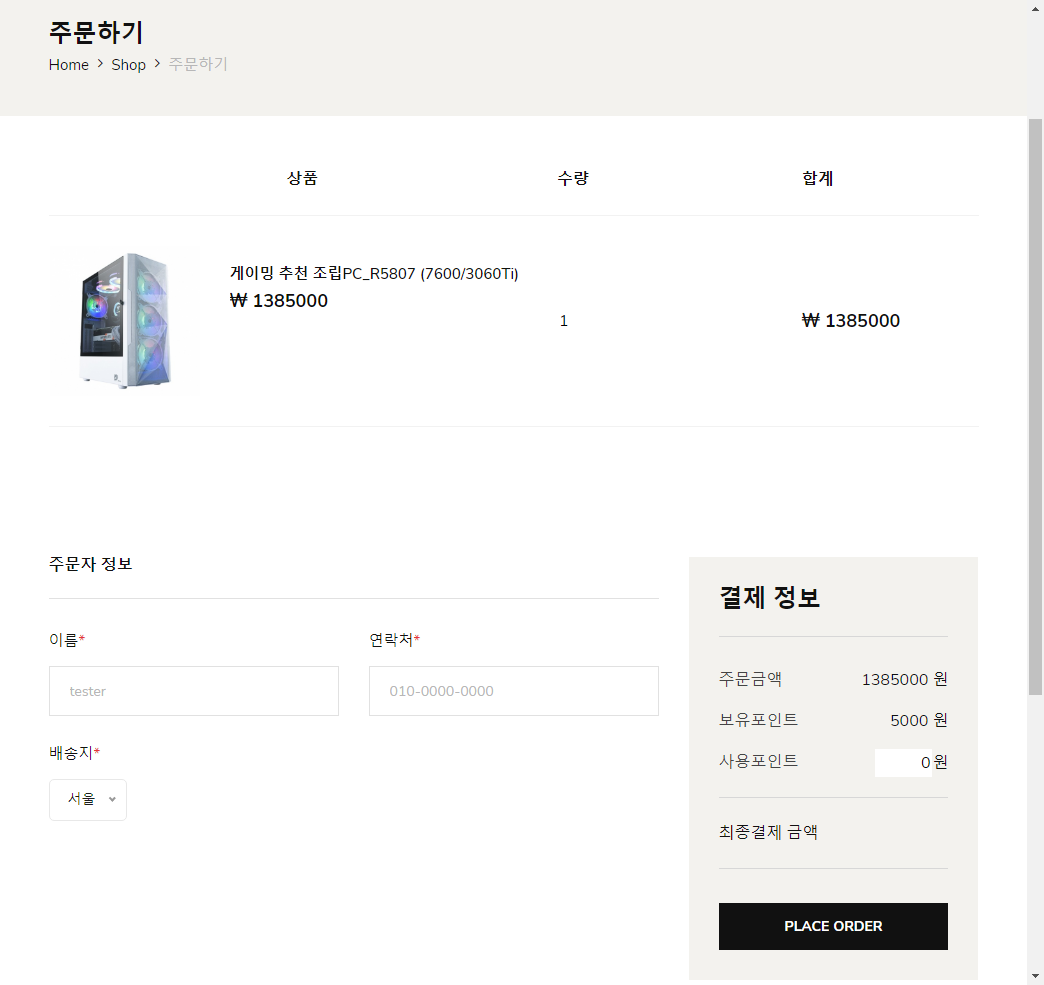 주문하기
Home > Shop > 주문하기
상품 수량 합계
게이밍 추천 조립PC_R5807 (7600/3060Ti)
₩ 1385000
1
₩ 1385000
주문자 정보
이름* 연락처*
tester 010-0000-0000
배송지*
서울
결제 정보
주문금액 1385000 원
보유포인트 5000 원
사용포인트 0 원
최종결제 금액
PLACE ORDER